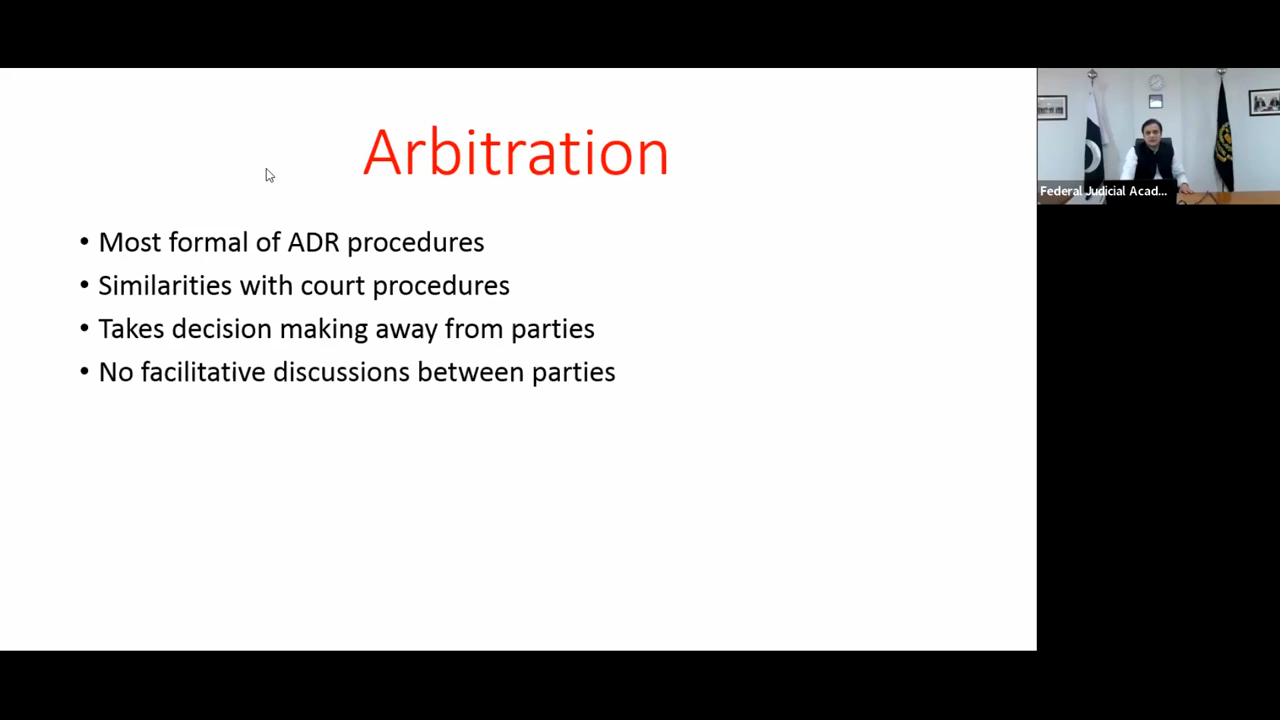 Arbitration
• Most formal of ADR procedures
• Similarities with court procedures
• Takes decision making away from parties
• No facilitative discussions between parties
Federal Judicial Acad...